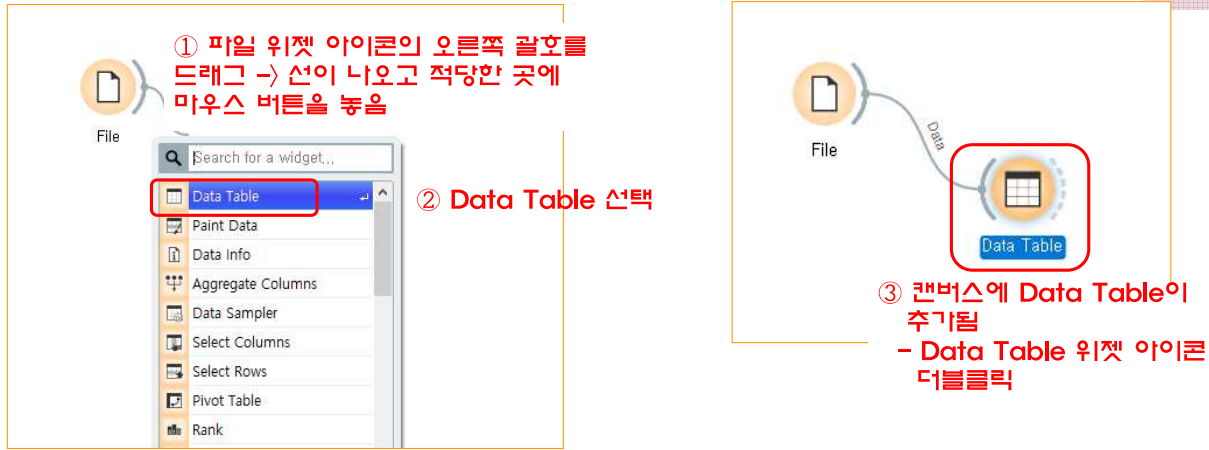 ① 파일 위젯 아이콘의 오른쪽 괄호를
드래그 -> 선이 나오고 적당한 곳에
마우스 버튼을 놓음
File
Search for a widget...
Data Table
② Data Table 선택
Paint Data
Data Info
Aggregate Columns
Data Sampler
Select Columns
Select Rows
Pivot Table
Rank
File
Data
Data Table
③ 캔버스에 Data Table이
추가됨
- Data Table 위젯 아이콘
더블클릭